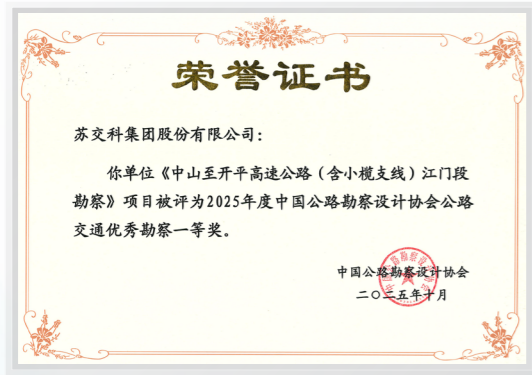 荣誉证书
苏交科集团股份有限公司：
你单位《中山至开平高速公路（含小榄支线）江门段
勘察》项目被评为2025年度中国公路勘察设计协会公路
交通优秀勘察一等奖。
中国公路勘察设计协会
二〇二五年十月